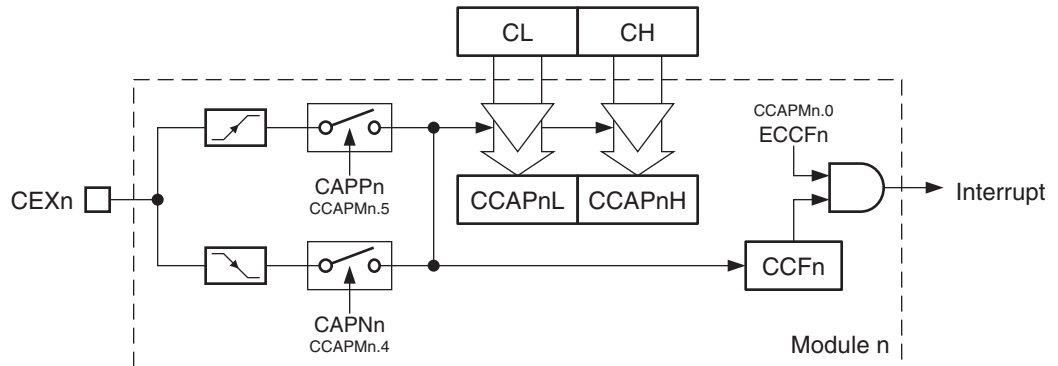 CL CH
CCAPMn.0
ECCFn
CEXn
CAPPn
CCAPMn.5
CCAPnL CCAPnH
Interrupt
CCFn
CAPNn
CCAPMn.4
Module n